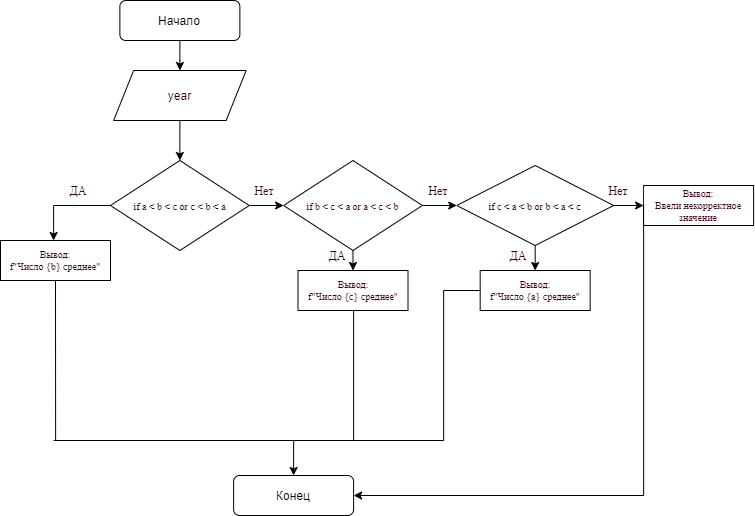 Начало
year
ДА
if a < b < c or c < b < a
Нет
if b < c < a or a < c < b
Нет
if c < a < b or b < a < c
Нет
Вывод:
Ввели некорректное
значение
Вывод:
f"Число {b} среднее"
ДА
Вывод:
f"Число {c} среднее"
ДА
Вывод:
f"Число {a} среднее"
Конец